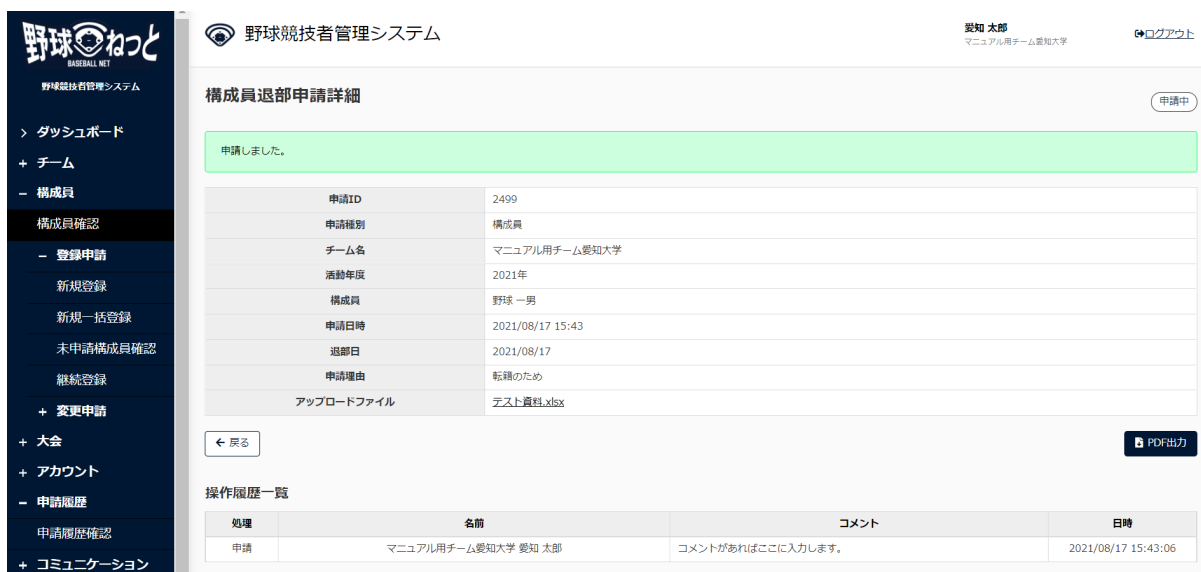 野球ねっと
BASEBALL NET
野球競技者管理システム
> ダッシュボード
+ チーム
− 構成員
構成員確認
− 登録申請
新規登録
新規一括登録
未申請構成員確認
継続登録
+ 変更申請
+ 大会
+ アカウント
− 申請履歴
申請履歴確認
+ コミュニケーション
野球競技者管理システム
愛知 太郎
マニュアル用チーム愛知大学
ログアウト
構成員退部申請詳細
申請中
申請しました。
申請ID 2499
申請種別 構成員
チーム名 マニュアル用チーム愛知大学
活動年度 2021年
構成員 野球 一男
申請日時 2021/08/17 15:43
退部日 2021/08/17
申請理由 転籍のため
アップロードファイル テスト資料.xlsx
← 戻る
PDF出力
操作履歴一覧
処理 名前 コメント 日時
申請 マニュアル用チーム愛知大学 愛知 太郎 コメントがあればここに入力します。 2021/08/17 15:43:06